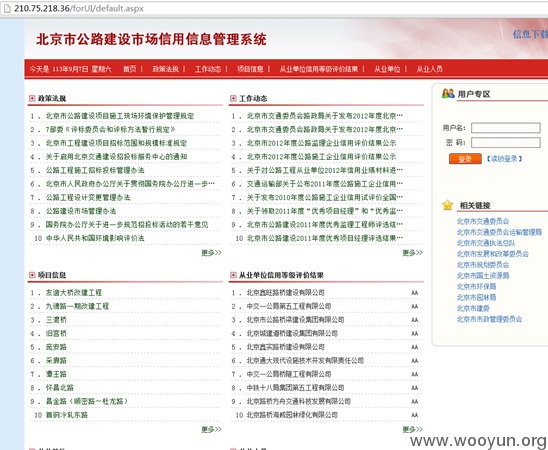 210.75.218.36/forUI/default.aspx
北京市公路建设市场信用信息管理系统
信息下载
今天是 113年9月7日 星期六 首页 | 政策法规 | 工作动态 | 项目信息 | 从业单位信用等级评价结果 | 从业单位 | 从业人员
政策法规
1 . 北京市公路建设项目施工现场环境保护管理规定
2 . 7部委《评标委员会和评标方法暂行规定》
3 . 北京市工程建设项目招标范围和规模标准规定
4 . 关于启用北京交通建设招投标服务中心的通知
5 . 公路工程施工招标投标管理办法
6 . 北京市人民政府办公厅关于贯彻国务院办公厅进一步…
7 . 公路工程设计变更管理办法
8 . 公路建设市场管理办法
9 . 国务院办公厅关于进一步规范招投标活动的若干意见
10 . 中华人民共和国环境影响评价法
更多>>
工作动态
1 . 北京市交通委员会路政局关于发布2012年度北京…
2 . 北京市交通委员会路政局关于发布2012年度北京…
3 . 北京市2012年度公路监理企业信用评价结果公示
4 . 北京市2012年度公路施工企业信用评价结果公示
5 . 关于对公路工程从业单位2012年信用业绩材料进…
6 . 交通运输部关于公布2011年度公路施工企业信用…
7 . 关于发布2010年度公路施工企业信用试评价全国…
8 . 关于领取2011年度“优秀项目经理”和“优秀监…
9 . 北京市公路建设2011年度优秀监理工程师评选结…
10 . 北京市公路建设2011年度优秀项目经理评选结果…
更多>>
用户专区
用户名:
密 码:
登录 【读锁登录】
相关链接
北京市交通委员会
北京市交通委员会运输管理局
北京市交通执法总队
北京市发展和改革委员会
北京市规划委员会
北京市国土资源局
北京市环保局
北京市园林局
北京市建委
北京市市政管理委员会
项目信息
1 . 友谊大桥改建工程
2 . 九德路一期改建工程
3 . 三温桥
4 . 旧宫桥
5 . 施安路
6 . 采廊路
7 . 潭王路
8 . 怀昌北路
9 . 昌金路（顺密路～杜龙路）
10 . 首钢冷轧东路
更多>>
从业单位信用等级评价结果
1 . 北京鑫旺路桥建设有限公司 AA
2 . 中交一公局第五工程有限公司 AA
3 . 北京市公路桥梁建设集团有限公司 AA
4 . 北京城建道桥建设集团有限公司 AA
5 . 北京鑫实路桥建设有限公司 AA
6 . 北京通大现代设施技术开发有限责任公司 AA
7 . 中交一公局桥隧工程有限公司 AA
8 . 中铁十八局集团第五工程有限公司 AA
9 . 北京路桥方舟交通科技发展有限公司 AA
10 . 北京路桥海威园林绿化有限公司 AA
更多>>
www.wooyun.org